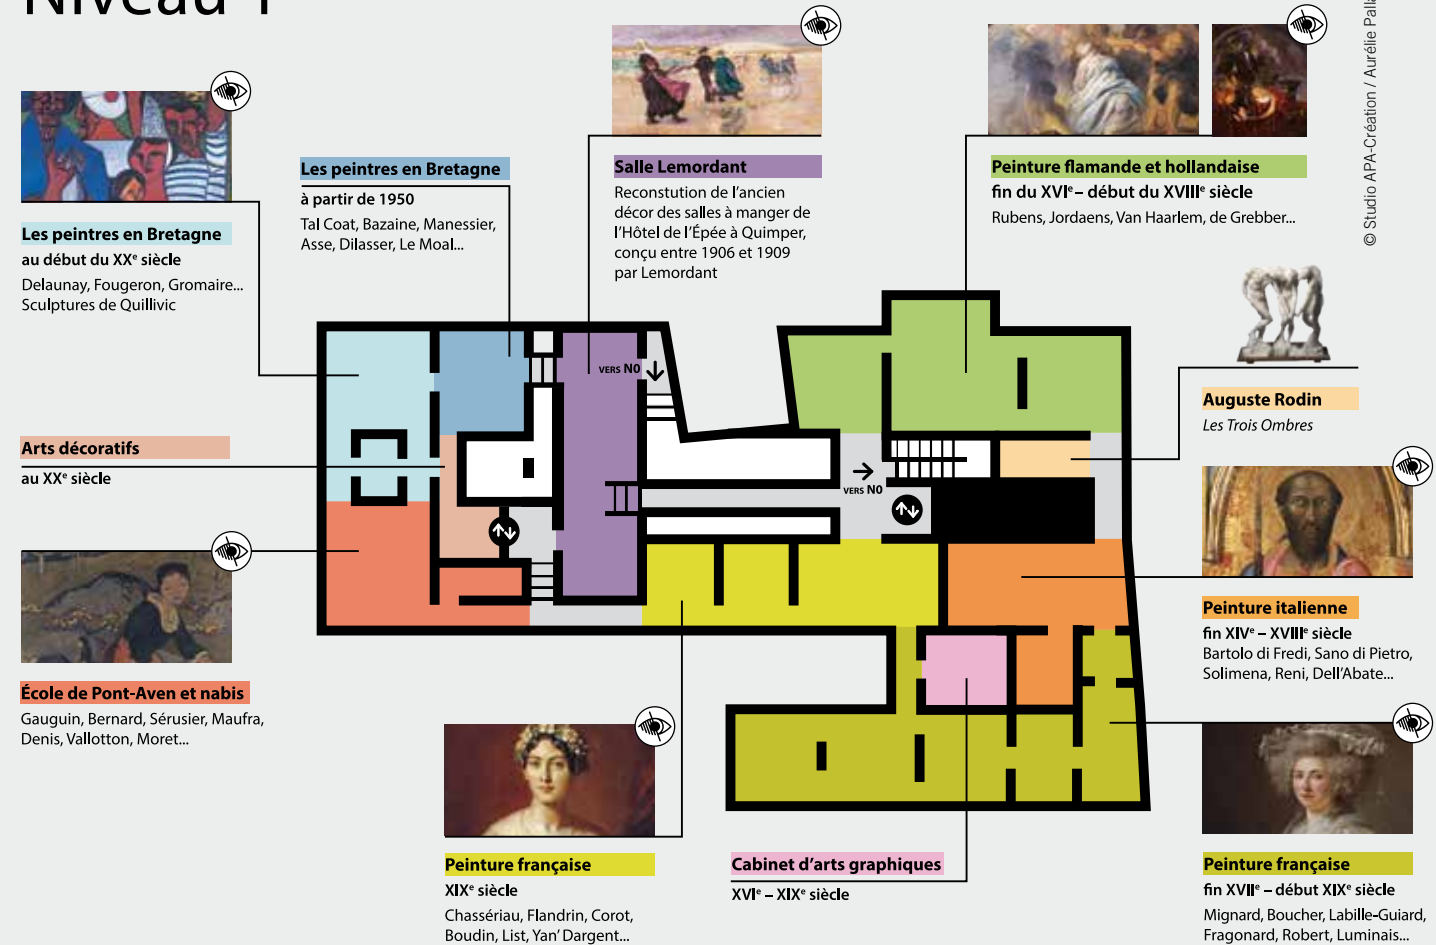 Niveau 1
© Studio APA-Création / Aurélie
Les peintres en Bretagne
au début du XXe siècle
Delaunay, Fougeron, Gromaire...
Sculptures de Quillivic
Les peintres en Bretagne
à partir de 1950
Tal Coat, Bazaine, Manessier,
Asse, Dilasser, Le Moal...
Salle Lemordant
Reconstution de l’ancien
décor des salles à manger de
l’Hôtel de l’Épée à Quimper,
conçu entre 1906 et 1909
par Lemordant
Peinture flamande et hollandaise
fin du XVIe – début du XVIIIe siècle
Rubens, Jordaens, Van Haarlem, de Grebber...
Auguste Rodin
Les Trois Ombres
Arts décoratifs
au XXe siècle
VERS N0
VERS N0
Peinture italienne
fin XIVe – XVIIIe siècle
Bartolo di Fredi, Sano di Pietro,
Solimena, Reni, Dell’Abate...
École de Pont-Aven et nabis
Gauguin, Bernard, Sérusier, Maufra,
Denis, Vallotton, Moret...
Peinture française
XIXe siècle
Chassériau, Flandrin, Corot,
Boudin, List, Yan’ Dargent...
Cabinet d’arts graphiques
XVIe – XIXe siècle
Peinture française
fin XVIIe – début XIXe siècle
Mignard, Boucher, Labille-Guiard,
Fragonard, Robert, Luminais...